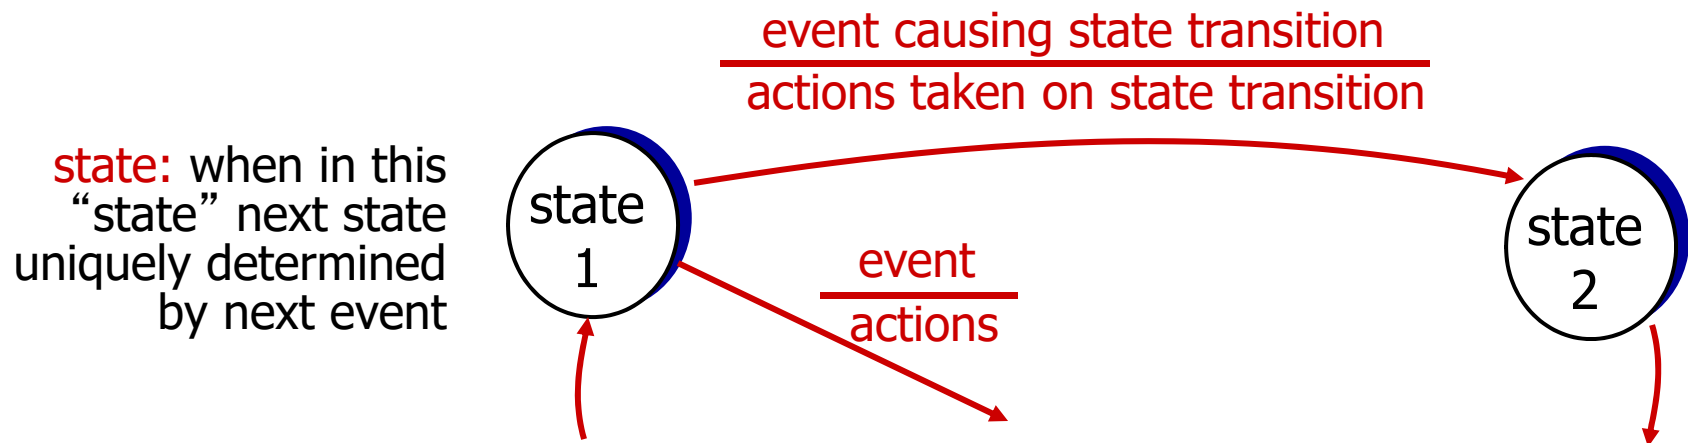 event causing state transition
actions taken on state transition
state: when in this
“state” next state
uniquely determined
by next event
state
1
event
actions
state
2